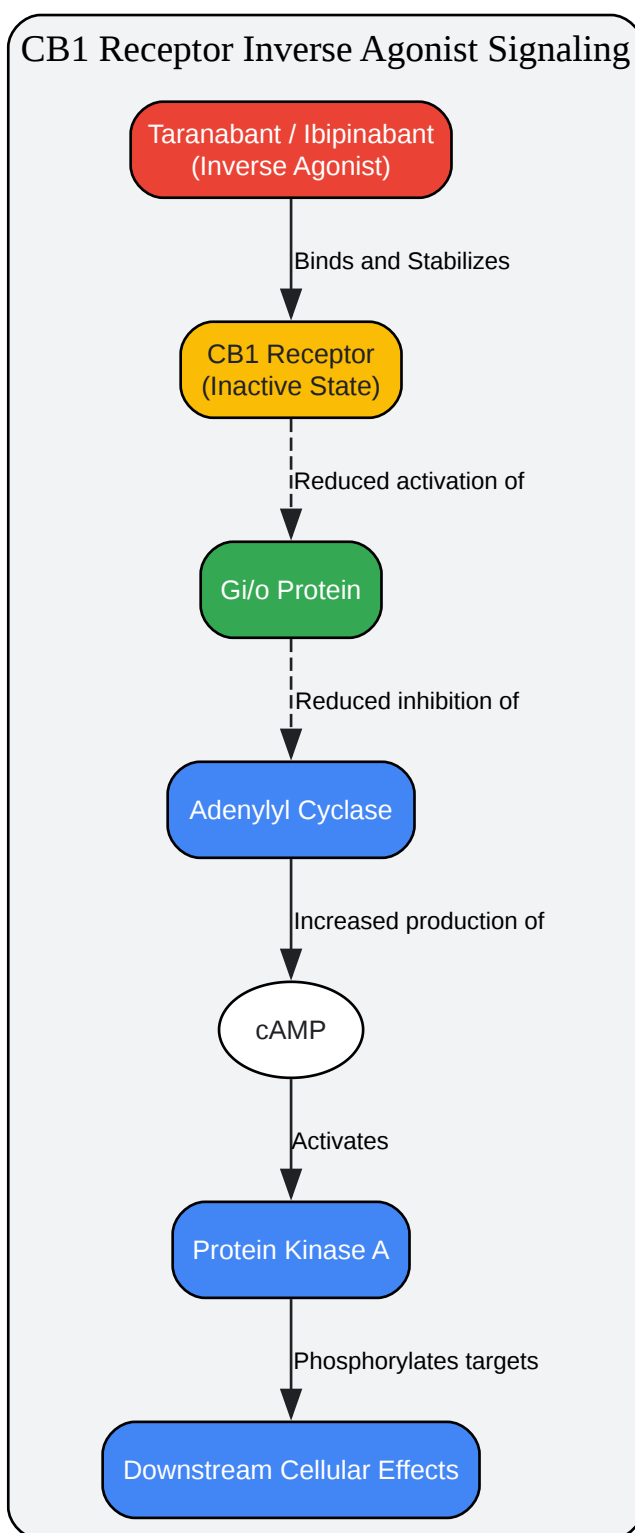 CB1 Receptor Inverse Agonist Signaling
Taranabant / Ibipinabant
(Inverse Agonist)
Binds and Stabilizes
CB1 Receptor
(Inactive State)
Reduced activation of
Gi/o Protein
Reduced inhibition of
Adenylyl Cyclase
Increased production of
cAMP
Activates
Protein Kinase A
Phosphorylates targets
Downstream Cellular Effects